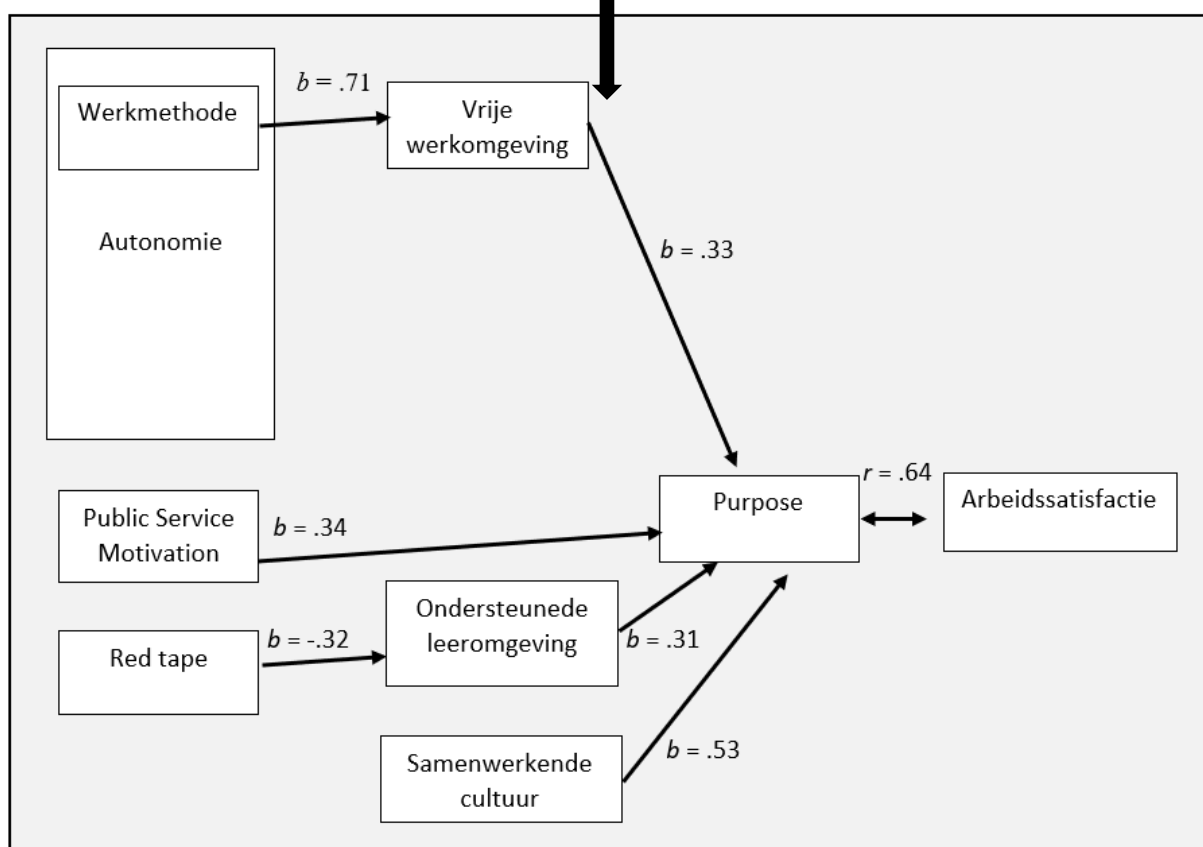 b = .71
Werkmethode
Vrije
werkomgeving
Autonomie
b = .33
Public Service
Motivation
b = .34
Purpose
r = .64
Arbeidssatisfactie
Red tape
b = -.32
Ondersteunede
leeromgeving
b = .31
Samenwerkende
cultuur
b = .53